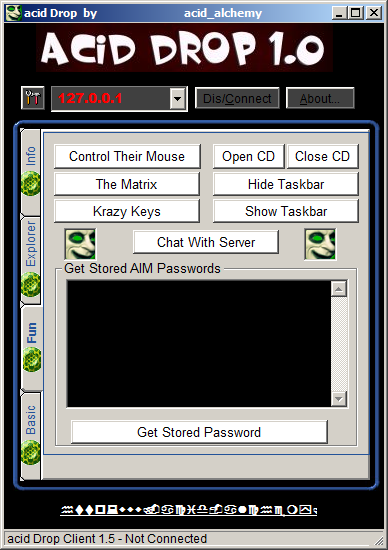 acid Drop by acid_alchemy
ACiD DROP 1.0
127.0.0.1
Dis/Connect
About...
Info
Explorer
Fun
Basic
Control Their Mouse
Open CD
Close CD
The Matrix
Hide Taskbar
Krazy Keys
Show Taskbar
Chat With Server
Get Stored AIM Passwords
Get Stored Password
acid Drop Client 1.5 - Not Connected